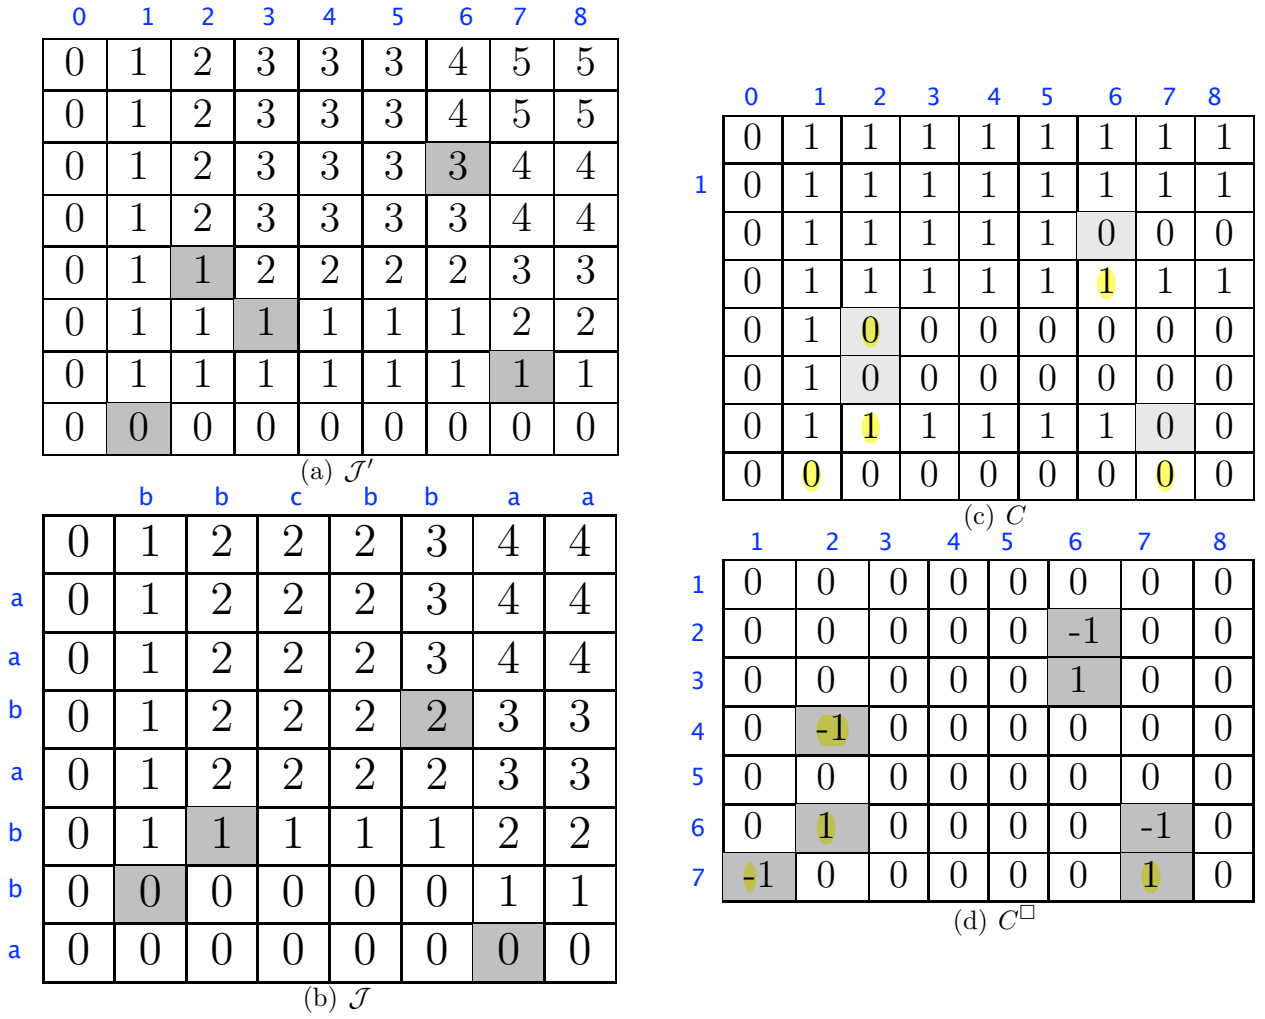 0 1 2 3 4 5 6 7 8
0 1 2 3 3 3 4 5 5
0 1 2 3 3 3 4 5 5
0 1 2 3 3 3 3 4 4
0 1 2 3 3 3 3 4 4
0 1 1 2 2 2 2 3 3
0 1 1 1 1 1 1 2 2
0 1 1 1 1 1 1 1 1
0 0 0 0 0 0 0 0 0
(a) 𝒥′
b b c b b a a
0 1 2 2 2 3 4 4
a 0 1 2 2 2 3 4 4
a 0 1 2 2 2 3 4 4
b 0 1 2 2 2 2 3 3
a 0 1 2 2 2 2 3 3
b 0 1 1 1 1 1 2 2
b 0 0 0 0 0 0 1 1
a 0 0 0 0 0 0 0 0
(b) 𝒥
0 1 2 3 4 5 6 7 8
0 1 1 1 1 1 1 1 1
1 0 1 1 1 1 1 1 1 1
0 1 1 1 1 1 0 0 0
0 1 1 1 1 1 1 1 1
0 1 0 0 0 0 0 0 0
0 1 0 0 0 0 0 0 0
0 1 1 1 1 1 1 0 0
0 0 0 0 0 0 0 0 0
(c) C
1 2 3 4 5 6 7 8
1 0 0 0 0 0 0 0 0
2 0 0 0 0 0 -1 0 0
3 0 0 0 0 0 1 0 0
4 0 -1 0 0 0 0 0 0
5 0 0 0 0 0 0 0 0
6 0 1 0 0 0 0 -1 0
7 -1 0 0 0 0 0 1 0
(d) C□